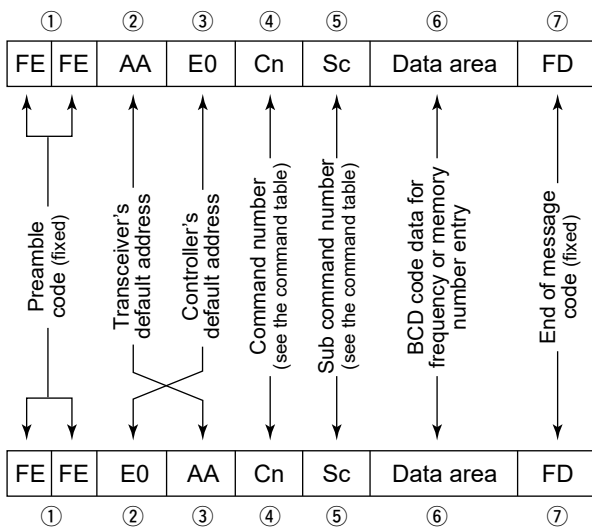 ① ② ③ ④ ⑤ ⑥ ⑦
FE FE AA E0 Cn Sc Data area FD
Preamble
code (fixed)
Transceiver's
default address
Controller's
default address
Command number
(see the command table)
Sub command number
(see the command table)
BCD code data for
frequency or memory
number entry
End of message
code (fixed)
FE FE E0 AA Cn Sc Data area FD
① ② ③ ④ ⑤ ⑥ ⑦